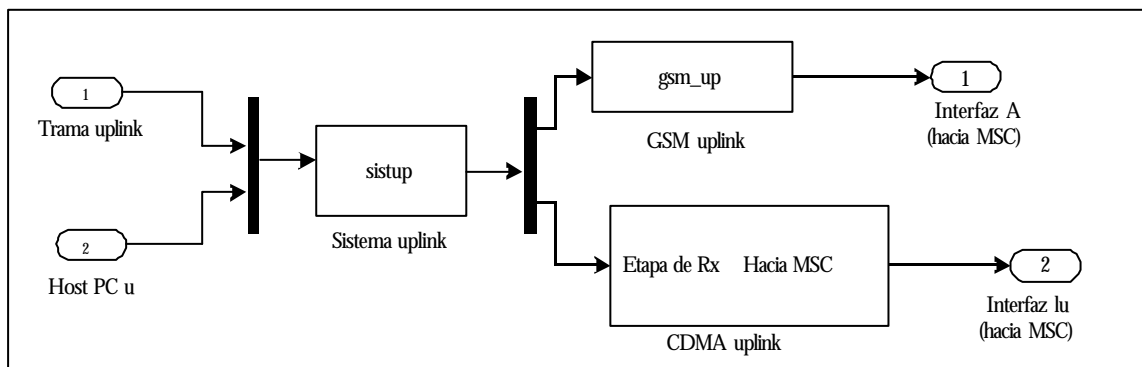 1
Trama uplink
2
Host PC u
sistup
Sistema uplink
gsm_up
GSM uplink
Etapa de Rx Hacia MSC
CDMA uplink
1
Interfaz A
(hacia MSC)
2
Interfaz lu
(hacia MSC)